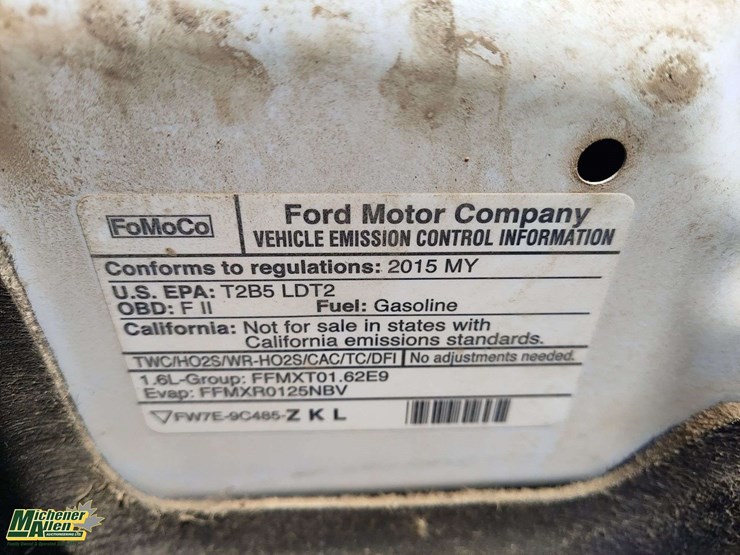 FoMoCo
Ford Motor Company
VEHICLE EMISSION CONTROL INFORMATION
Conforms to regulations: 2015 MY
U.S. EPA: T2B5 LDT2
OBD: F II Fuel: Gasoline
California: Not for sale in states with
California emissions standards.
TWC/HO2S/WR-HO2S/CAC/TC/DFI No adjustments needed.
1.6L-Group: FFMXT01.62E9
Evap: FFMXR0125NBV
FW7E-9C485-Z K L
Michener
Allen
AUCTIONEERING LTD.